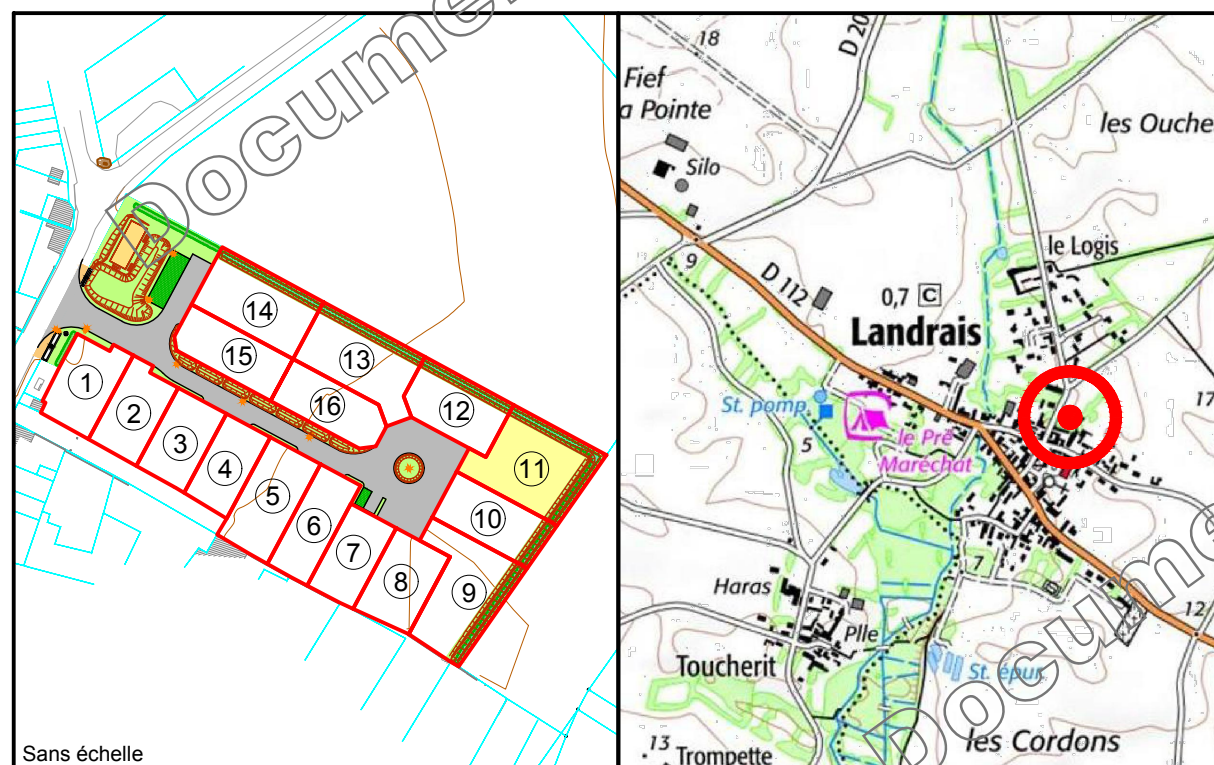 Docume
14
13
15
16
12
1
2
3
4
5
6
7
8
9
10
11
Sans échelle
18
D 20
Fief
a Pointe
Silo
les Ouche
9
D 112
le Logis
0,7 C
Landrais
17
St. pomp.
le Pré
Maréchat
5
7
Haras
Plle
12
Toucherit
St. épur.
les Cordons
13
Trompette
Docume